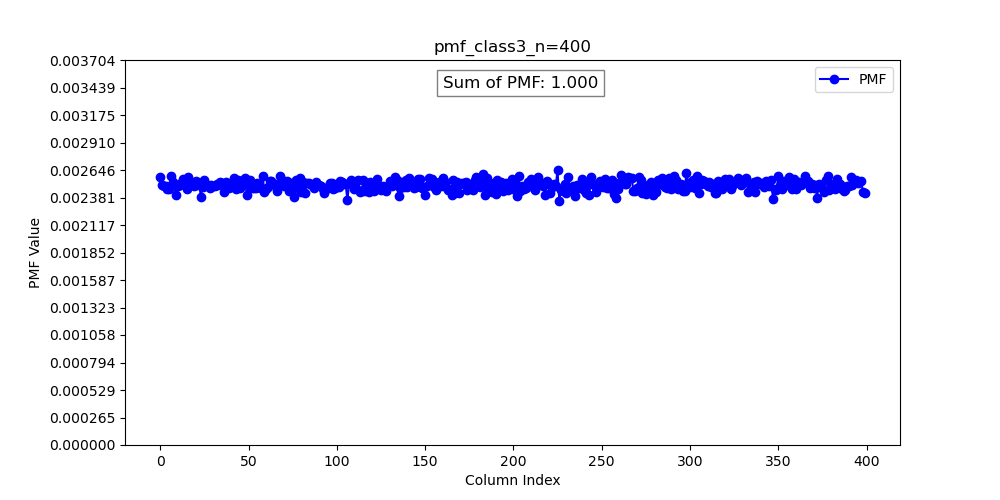 pmf_class3_n=400
Sum of PMF: 1.000
PMF
PMF Value
0.003704
0.003439
0.003175
0.002910
0.002646
0.002381
0.002117
0.001852
0.001587
0.001323
0.001058
0.000794
0.000529
0.000265
0.000000
0 50 100 150 200 250 300 350 400
Column Index